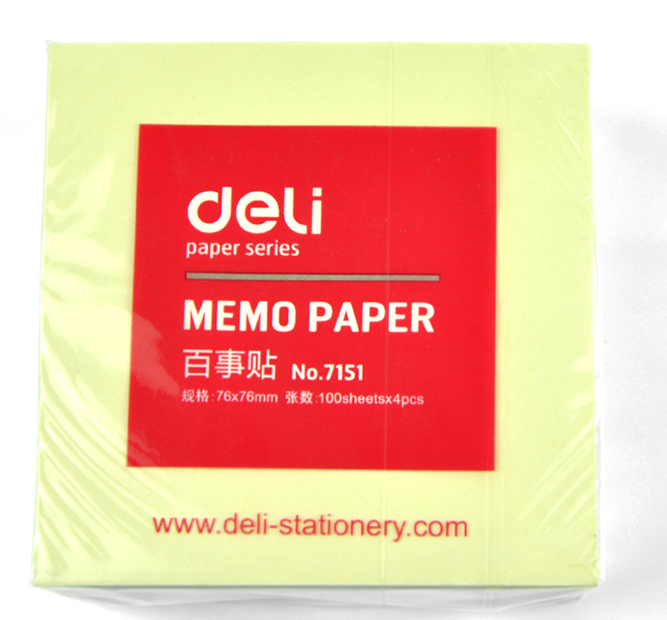 deli
paper series
MEMO PAPER
百事贴 No.7151
规格:76x76mm 张数:100sheetsx4pcs
www.deli-stationery.com